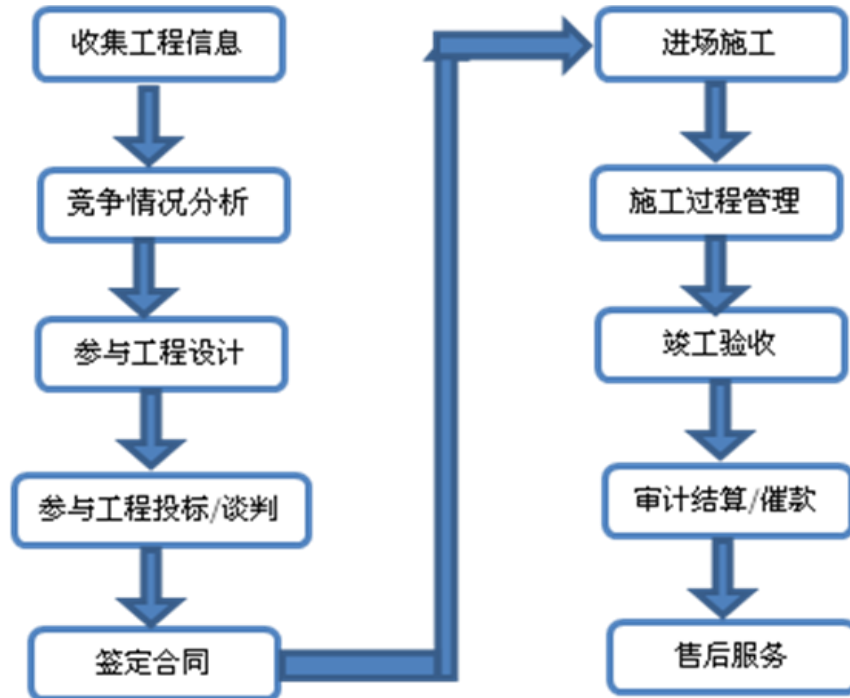 收集工程信息
竞争情况分析
参与工程设计
参与工程投标/谈判
签定合同
进场施工
施工过程管理
竣工验收
审计结算/催款
售后服务